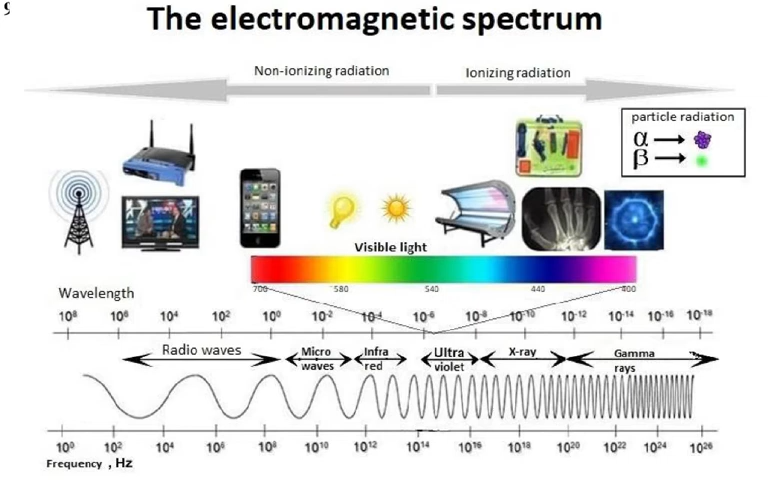 9
The electromagnetic spectrum
Non-ionizing radiation Ionizing radiation
particle radiation
α
β
Visible light
700 580 540 440 400
Wavelength
10⁸ 10⁶ 10⁴ 10² 10⁰ 10⁻² 10⁻⁴ 10⁻⁶ 10⁻⁸ 10⁻¹⁰ 10⁻¹² 10⁻¹⁴ 10⁻¹⁶ 10⁻¹⁸
Radio waves Micro Infra Ultra X-ray Gamma
waves red violet rays
10⁰ 10² 10⁴ 10⁶ 10⁸ 10¹⁰ 10¹² 10¹⁴ 10¹⁶ 10¹⁸ 10²⁰ 10²² 10²⁴ 10²⁶
Frequency , Hz